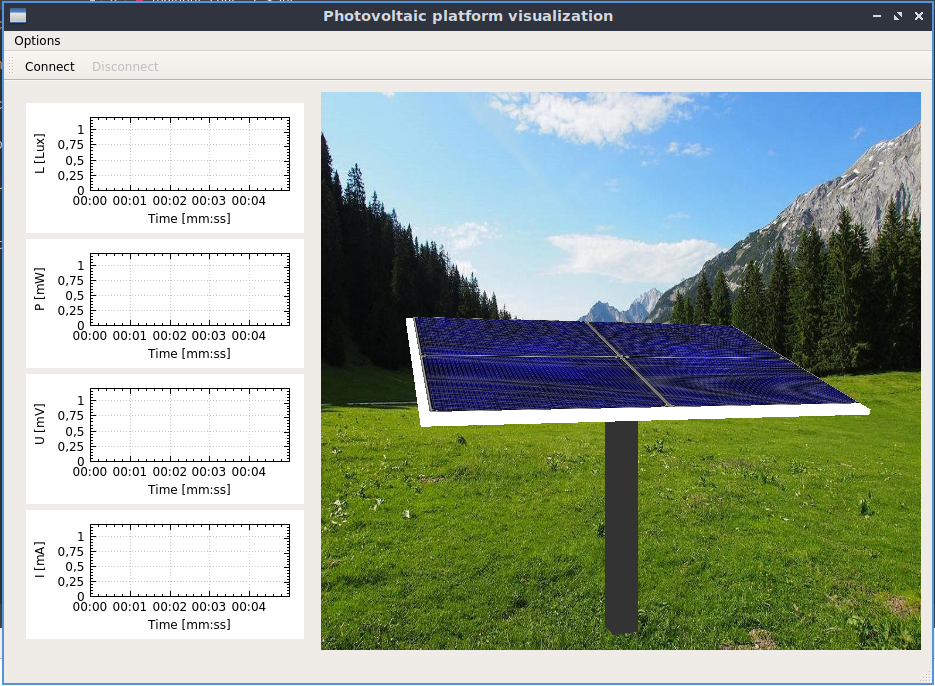 Photovoltaic platform visualization
Options
Connect Disconnect
L [Lux]
1
0,75
0,5
0,25
0
00:00 00:01 00:02 00:03 00:04
Time [mm:ss]
P [mW]
1
0,75
0,5
0,25
0
00:00 00:01 00:02 00:03 00:04
Time [mm:ss]
U [mV]
1
0,75
0,5
0,25
0
00:00 00:01 00:02 00:03 00:04
Time [mm:ss]
I [mA]
1
0,75
0,5
0,25
0
00:00 00:01 00:02 00:03 00:04
Time [mm:ss]